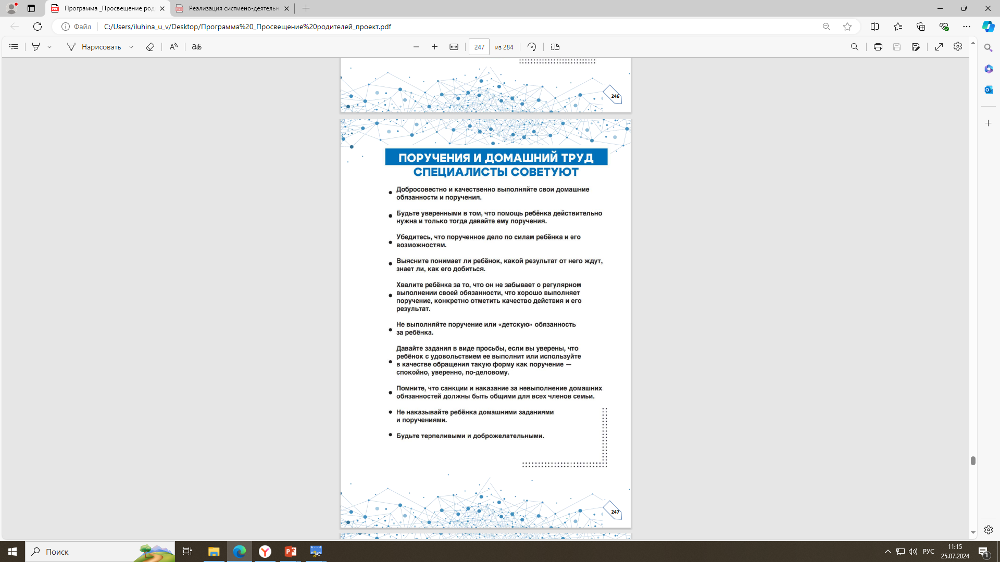 Программа _Просвещение род
Реализация систмено-деятельн
Файл
C:/Users/iluhina_u_v/Desktop/Программа%20_Просвещение%20родителей_проект.pdf
Нарисовать
aあ
247
из 284
246
ПОРУЧЕНИЯ И ДОМАШНИЙ ТРУД
СПЕЦИАЛИСТЫ СОВЕТУЮТ
Добросовестно и качественно выполняйте свои домашние
обязанности и поручения.
Будьте уверенными в том, что помощь ребёнка действительно
нужна и только тогда давайте ему поручения.
Убедитесь, что порученное дело по силам ребёнка и его
возможностям.
Выясните понимает ли ребёнок, какой результат от него ждут,
знает ли, как его добиться.
Хвалите ребёнка за то, что он не забывает о регулярном
выполнении своей обязанности, что хорошо выполняет
поручение, конкретно отметить качество действия и его
результат.
Не выполняйте поручение или «детскую» обязанность
за ребёнка.
Давайте задания в виде просьбы, если вы уверены, что
ребёнок с удовольствием ее выполнит или используйте
в качестве обращения такую форму как поручение —
спокойно, уверенно, по-деловому.
Помните, что санкции и наказание за невыполнение домашних
обязанностей должны быть общими для всех членов семьи.
Не наказывайте ребёнка домашними заданиями
и поручениями.
Будьте терпеливыми и доброжелательными.
247
Поиск
РУС
11:15
25.07.2024
1